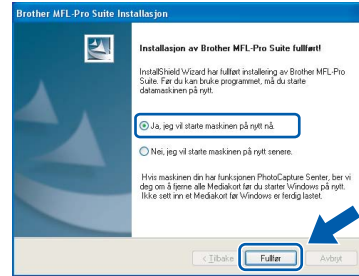 Brother MFL-Pro Suite Installasjon
Installasjon av Brother MFL-Pro Suite fullført!
InstallShield Wizard har fullført installering av Brother MFL-Pro
Suite. Før du kan bruke programmet, må du starte
datamaskinen på nytt.
Ja, jeg vil starte maskinen på nytt nå.
Nei, jeg vil starte maskinen på nytt senere.
Hvis maskinen din har funksjonen PhotoCapture Senter, ber vi
deg om å fjerne alle Mediakort før du starter Windows på nytt.
Ikke sett inn et Mediakort før Windows er ferdig lastet.
< Tilbake Fullfør Avbryt